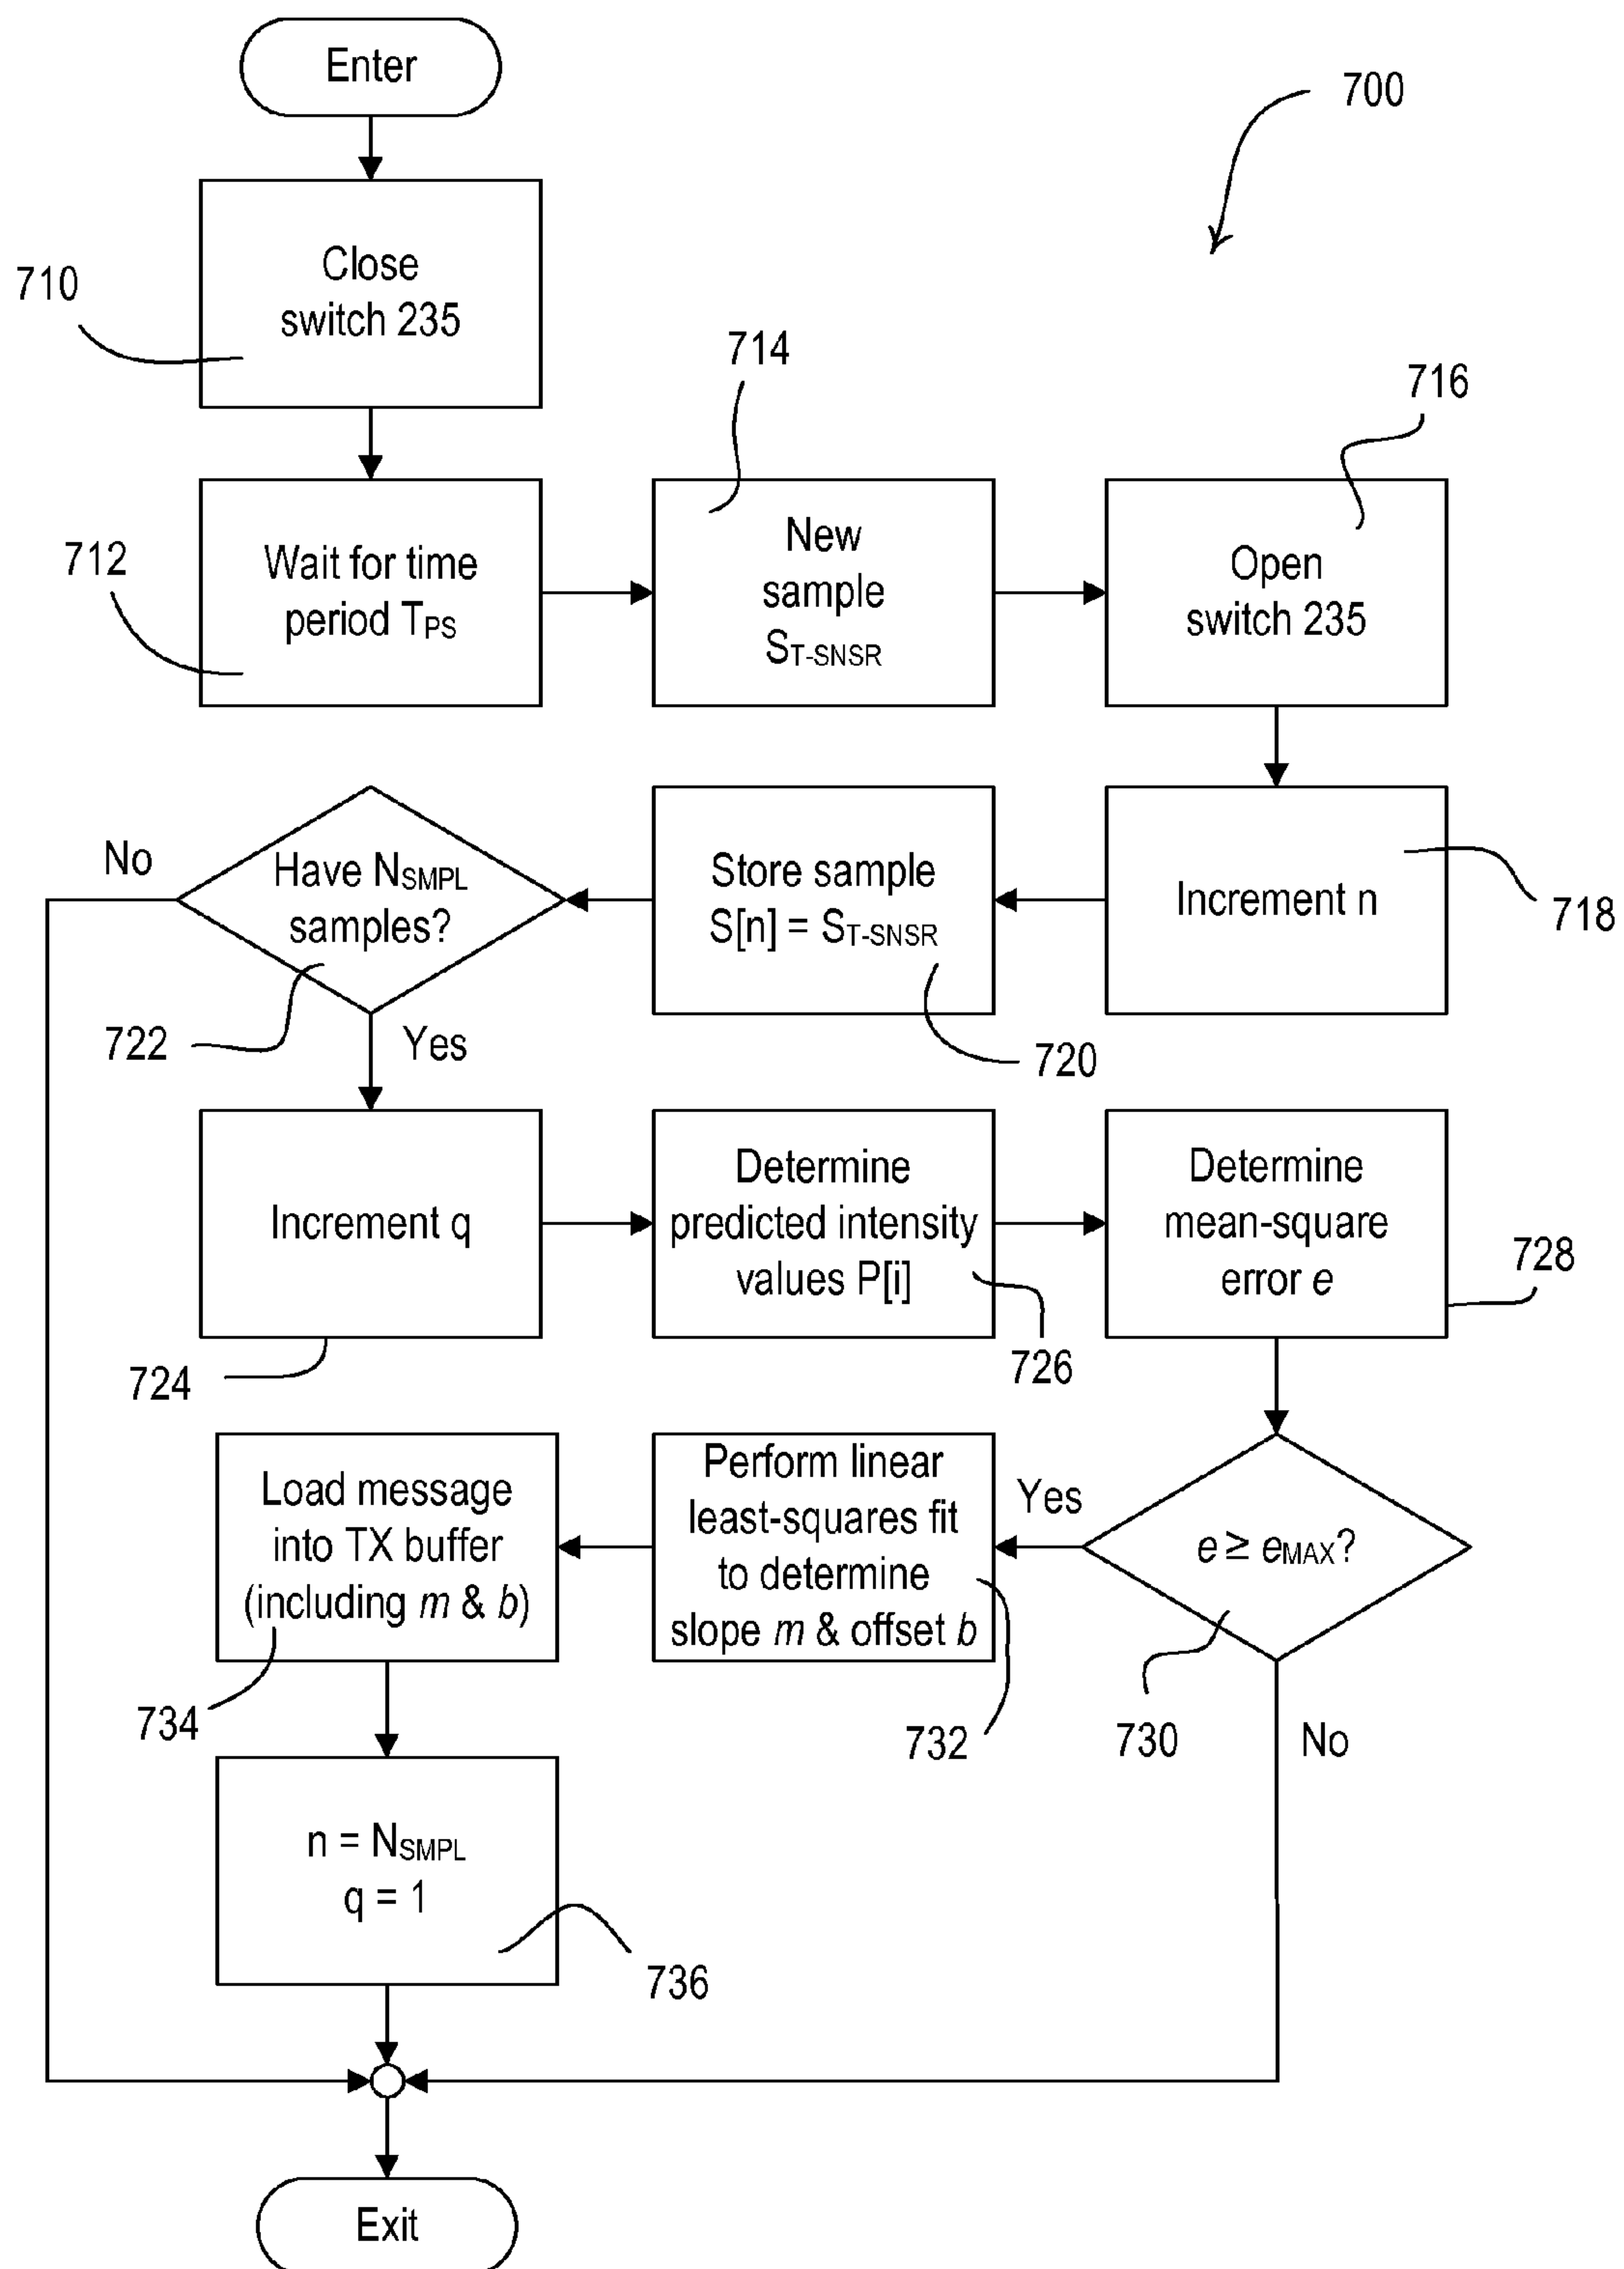 Enter
700
Close
switch 235
710
714
716
Wait for time
period TPS
712
New
sample
ST-SNSR
Open
switch 235
No
Have NSMPL
samples?
722
Yes
Store sample
S[n] = ST-SNSR
720
Increment n
718
Increment q
724
Determine
predicted intensity
values P[i]
726
Determine
mean-square
error e
728
Load message
into TX buffer
(including m & b)
734
Perform linear
least-squares fit
to determine
slope m & offset b
732
Yes
e ≥ eMAX?
730
No
n = NSMPL
q = 1
736
Exit